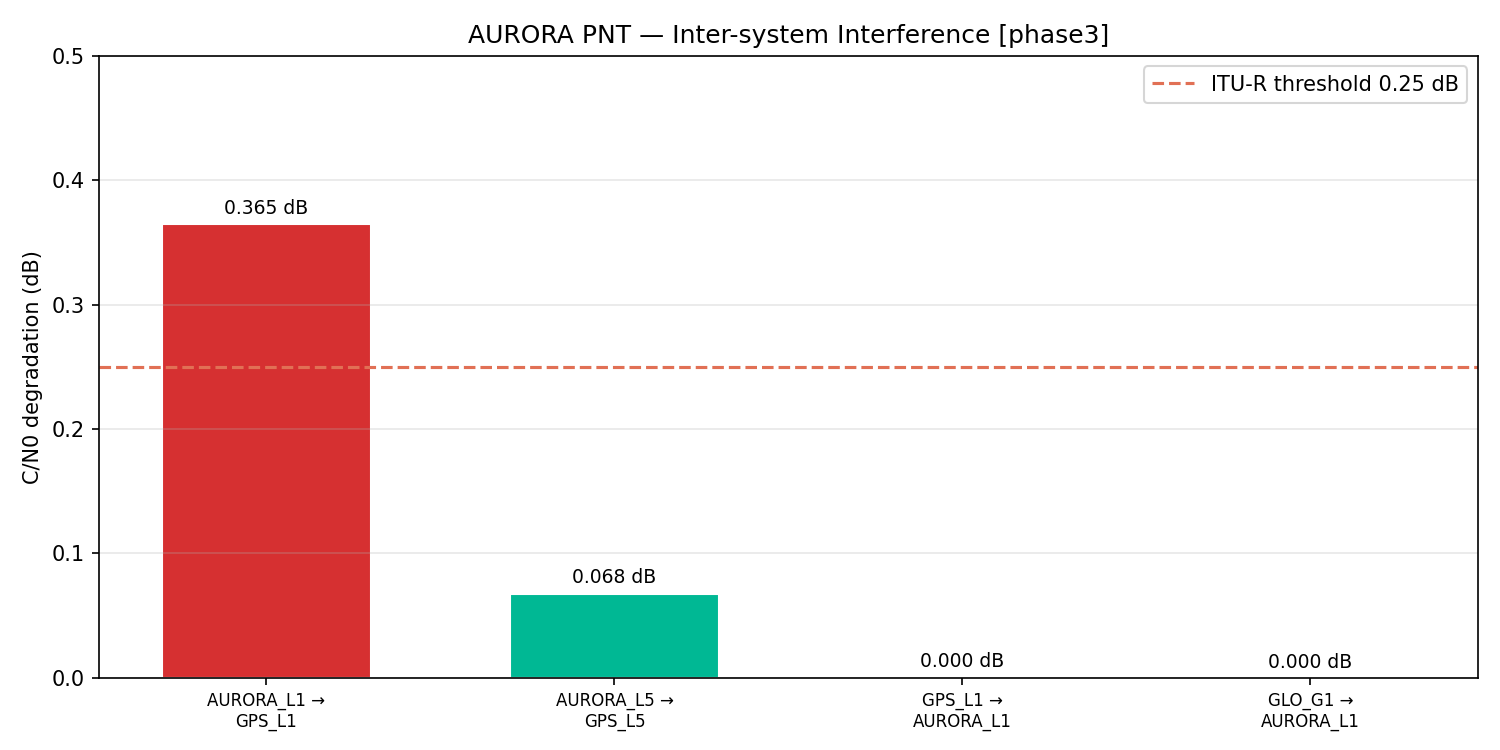 AURORA PNT — Inter-system Interference [phase3]
ITU-R threshold 0.25 dB
C/N0 degradation (dB)
0.5
0.4
0.3
0.2
0.1
0.0
0.365 dB
0.068 dB
0.000 dB
0.000 dB
AURORA_L1 →
GPS_L1
AURORA_L5 →
GPS_L5
GPS_L1 →
AURORA_L1
GLO_G1 →
AURORA_L1